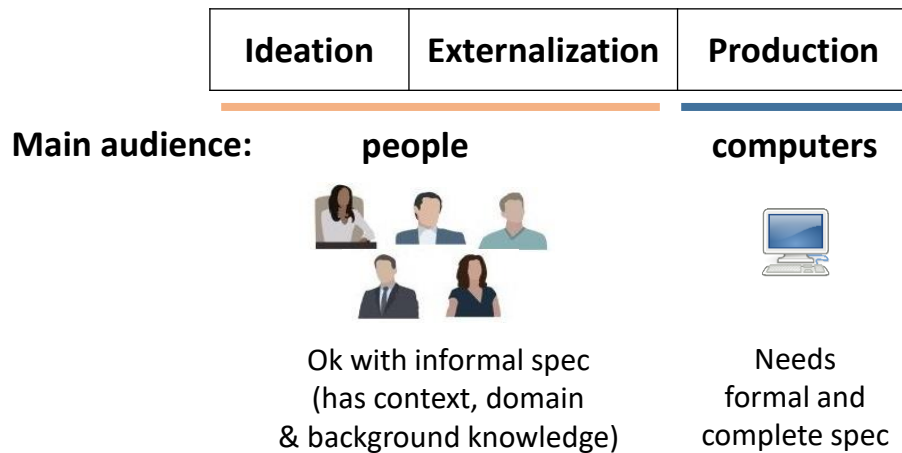 Ideation Externalization Production
Main audience: people computers
Ok with informal spec
(has context, domain
& background knowledge)
Needs
formal and
complete spec